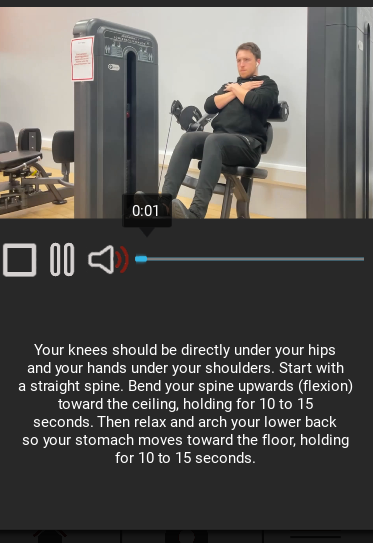 0:01
Your knees should be directly under your hips
and your hands under your shoulders. Start with
a straight spine. Bend your spine upwards (flexion)
toward the ceiling, holding for 10 to 15
seconds. Then relax and arch your lower back
so your stomach moves toward the floor, holding
for 10 to 15 seconds.